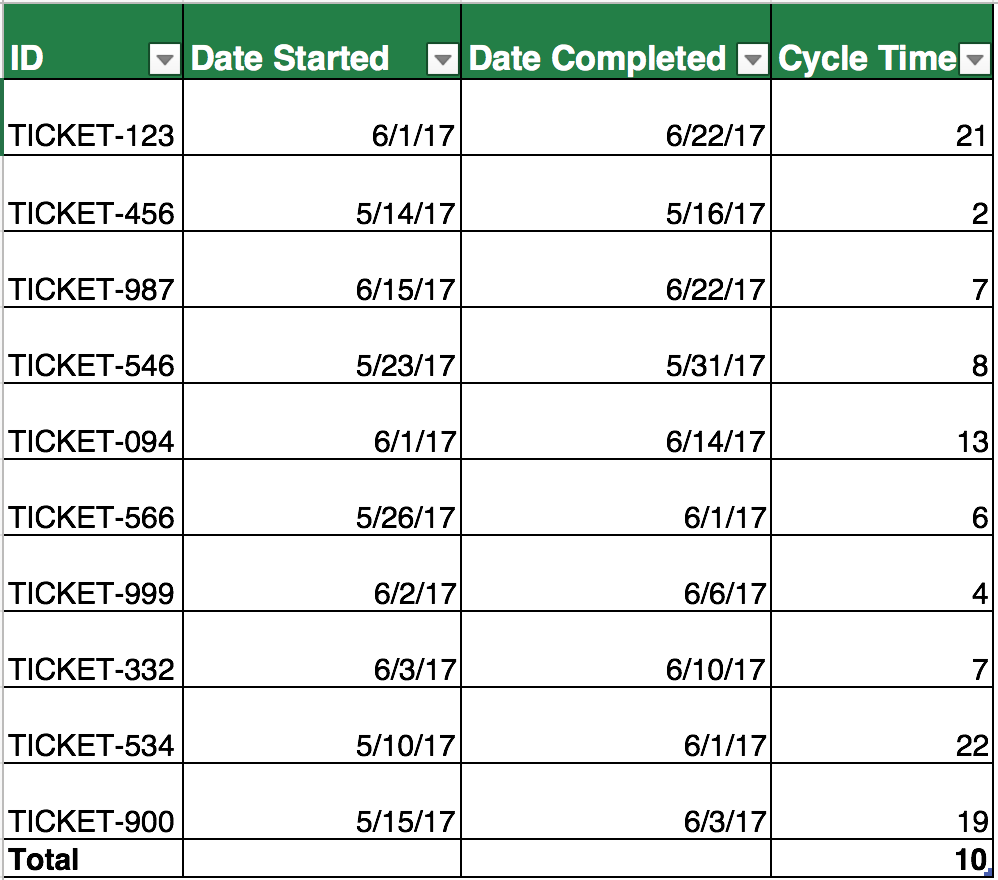 ID Date Started Date Completed Cycle Time
TICKET-123 6/1/17 6/22/17 21
TICKET-456 5/14/17 5/16/17 2
TICKET-987 6/15/17 6/22/17 7
TICKET-546 5/23/17 5/31/17 8
TICKET-094 6/1/17 6/14/17 13
TICKET-566 5/26/17 6/1/17 6
TICKET-999 6/2/17 6/6/17 4
TICKET-332 6/3/17 6/10/17 7
TICKET-534 5/10/17 6/1/17 22
TICKET-900 5/15/17 6/3/17 19
Total 10